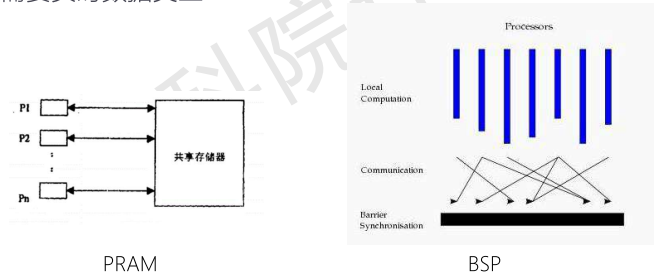 Processors
Local
Computation
P1
P2
共享存储器
Pn
Communication
Barrier
Synchronisation
PRAM
BSP